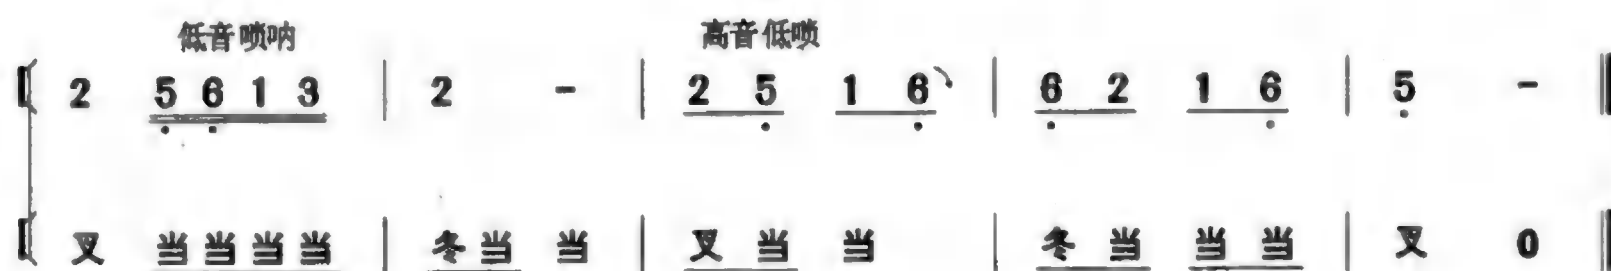 低音唢呐 高音低唢
2 5 6 1 3 | 2 - | 2 5 1 6 | 6 2 1 6 | 5 -
叉 当当当当 | 冬当 当 | 叉当 当 | 冬当 当当 | 叉 0